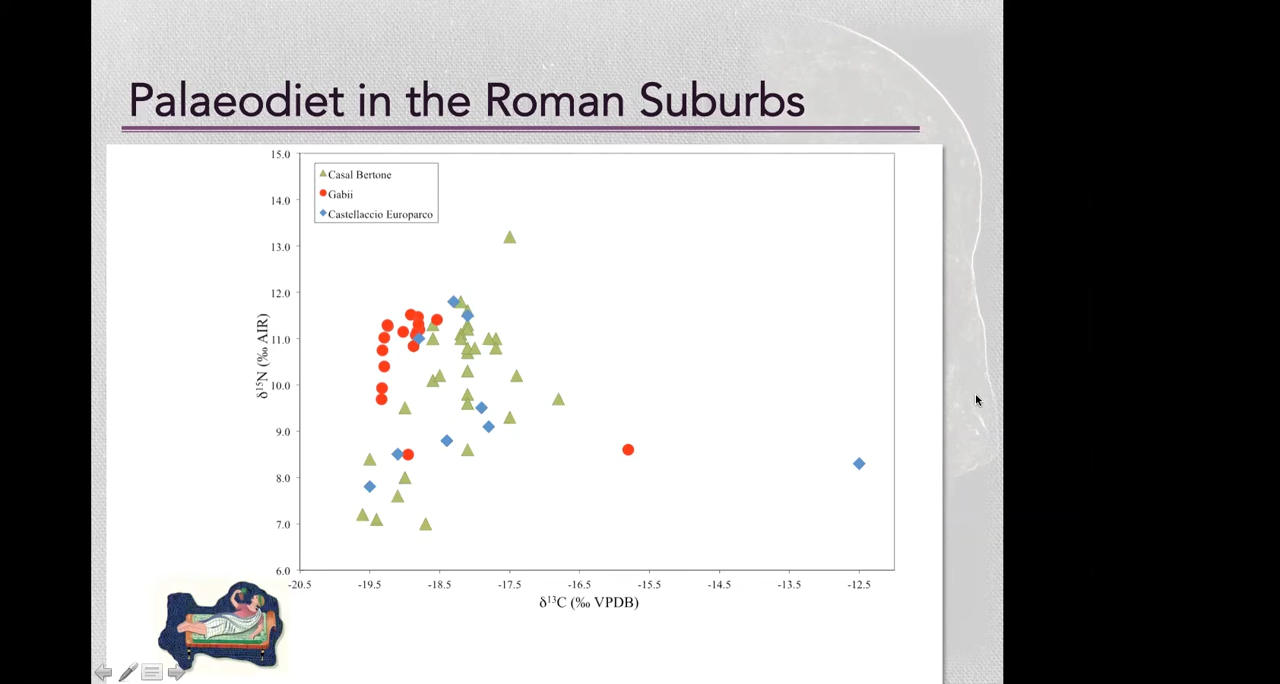 Palaeodiet in the Roman Suburbs
15.0
14.0
13.0
12.0
11.0
10.0
9.0
8.0
7.0
6.0
δ¹⁵N (‰ AIR)
Casal Bertone
Gabii
Castellaccio Europarco
-20.5 -19.5 -18.5 -17.5 -16.5 -15.5 -14.5 -13.5 -12.5
δ¹³C (‰ VPDB)